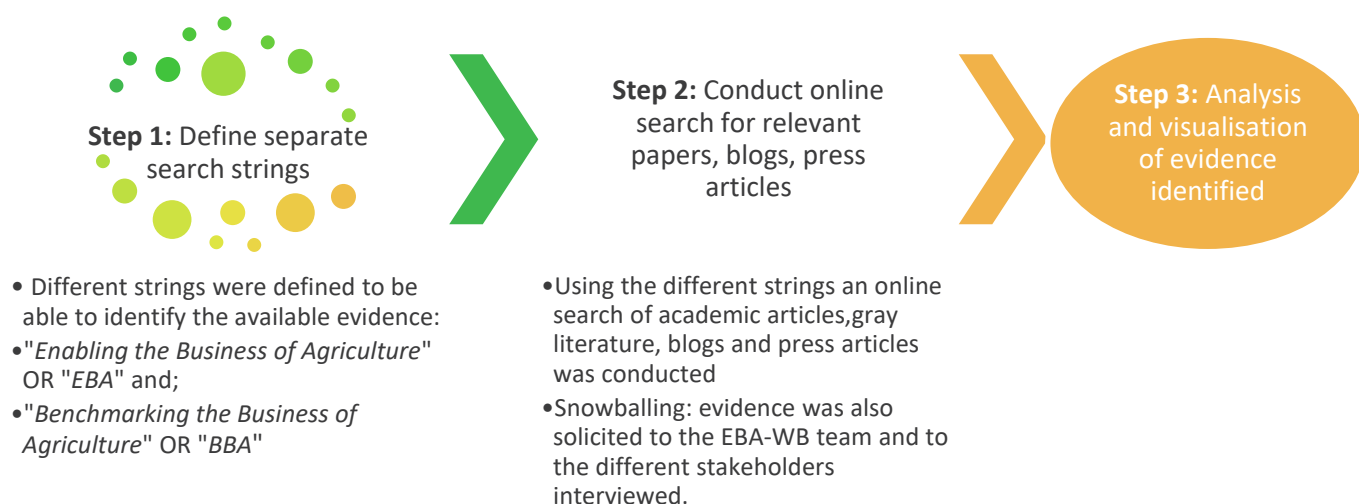 Step 1: Define separate
search strings
Step 2: Conduct online
search for relevant
papers, blogs, press
articles
Step 3: Analysis
and visualisation
of evidence
identified
• Different strings were defined to be
able to identify the available evidence:
•"Enabling the Business of Agriculture"
OR "EBA" and;
•"Benchmarking the Business of
Agriculture" OR "BBA"
•Using the different strings an online
search of academic articles,gray
literature, blogs and press articles
was conducted
•Snowballing: evidence was also
solicited to the EBA-WB team and to
the different stakeholders
interviewed.